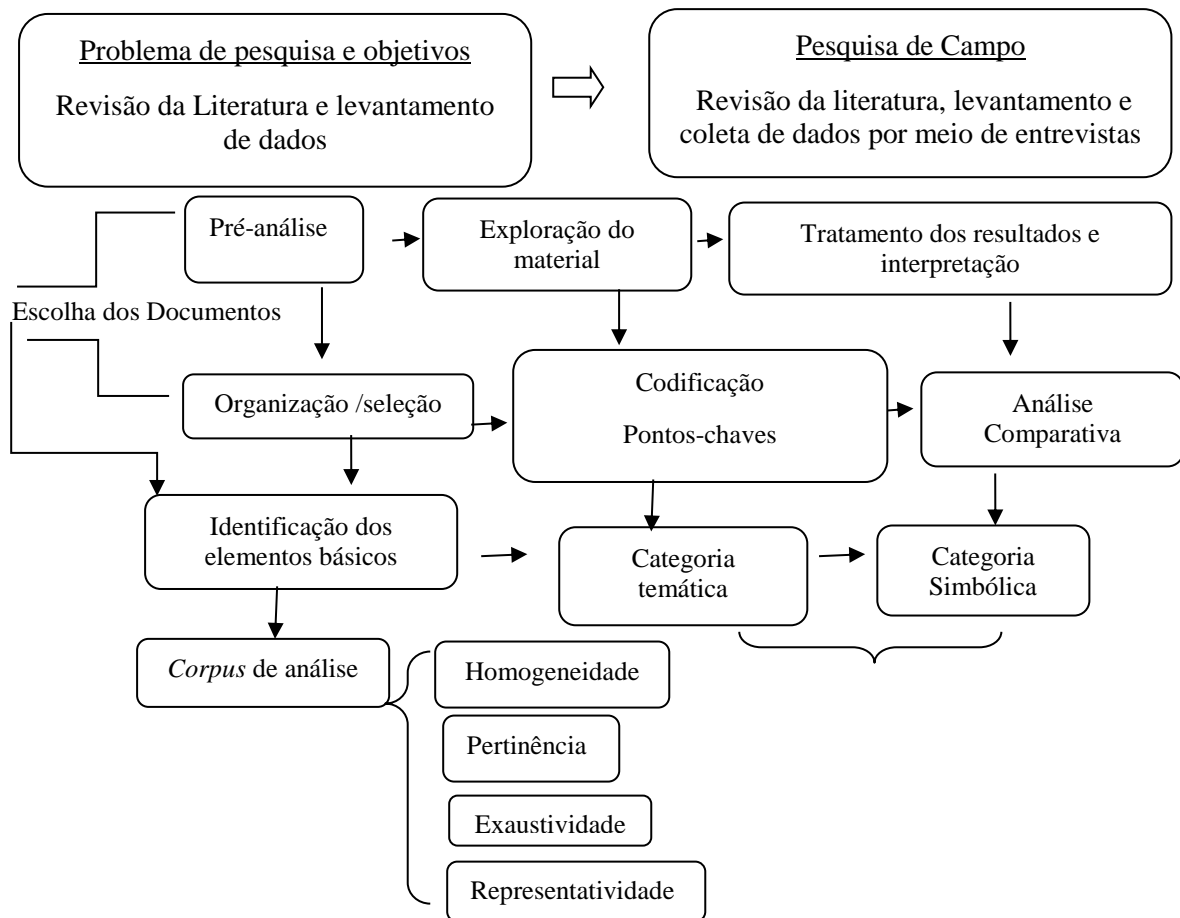 Problema de pesquisa e objetivos
Revisão da Literatura e levantamento
de dados
Pesquisa de Campo
Revisão da literatura, levantamento e
coleta de dados por meio de entrevistas
Pré-análise
Exploração do
material
Tratamento dos resultados e
interpretação
Escolha dos Documentos
Organização /seleção
Codificação
Pontos-chaves
Análise
Comparativa
Identificação dos
elementos básicos
Categoria
temática
Categoria
Simbólica
Corpus de análise
Homogeneidade
Pertinência
Exaustividade
Representatividade